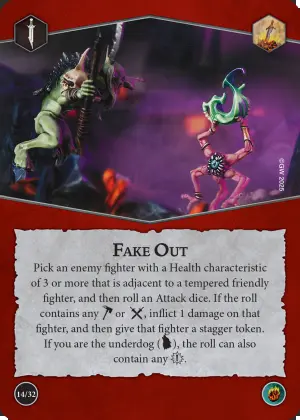 ©GW 2025
FAKE OUT
Pick an enemy fighter with a Health characteristic
of 3 or more that is adjacent to a tempered friendly
fighter, and then roll an Attack dice. If the roll
contains any or , inflict 1 damage on that
fighter, and then give that fighter a stagger token.
If you are the underdog ( ), the roll can also
contain any .
14/32